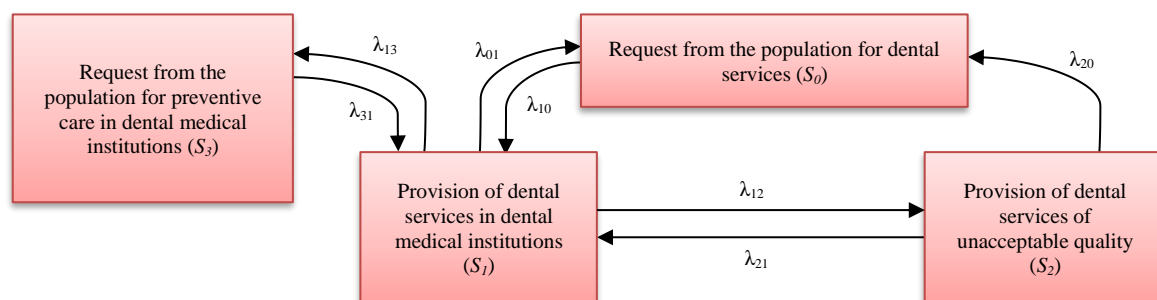 Request from the
population for preventive
care in dental medical
institutions (S₃)
λ₁₃
λ₃₁
λ₀₁
λ₁₀
Request from the population for dental
services (S₀)
λ₂₀
Provision of dental
services in dental
medical institutions
(S₁)
λ₁₂
λ₂₁
Provision of dental
services of
unacceptable quality
(S₂)